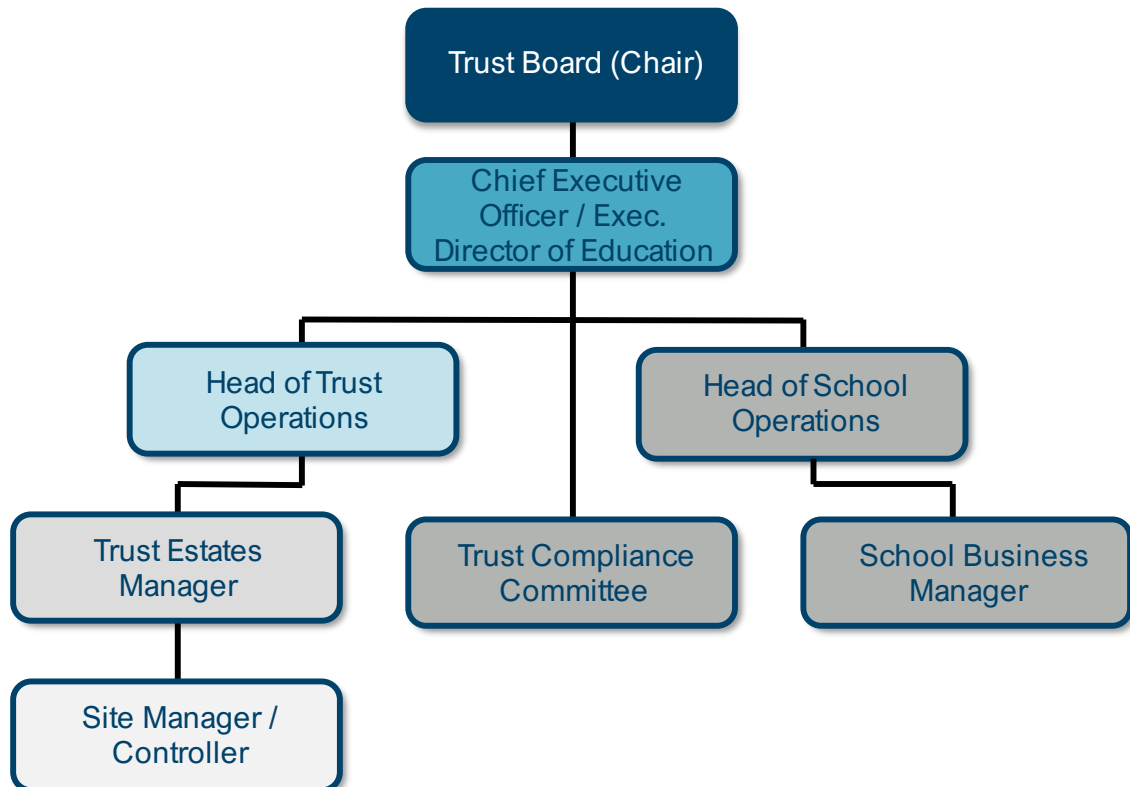 Trust Board (Chair)
Chief Executive
Officer / Exec.
Director of Education
Head of Trust
Operations
Head of School
Operations
Trust Estates
Manager
Trust Compliance
Committee
School Business
Manager
Site Manager /
Controller